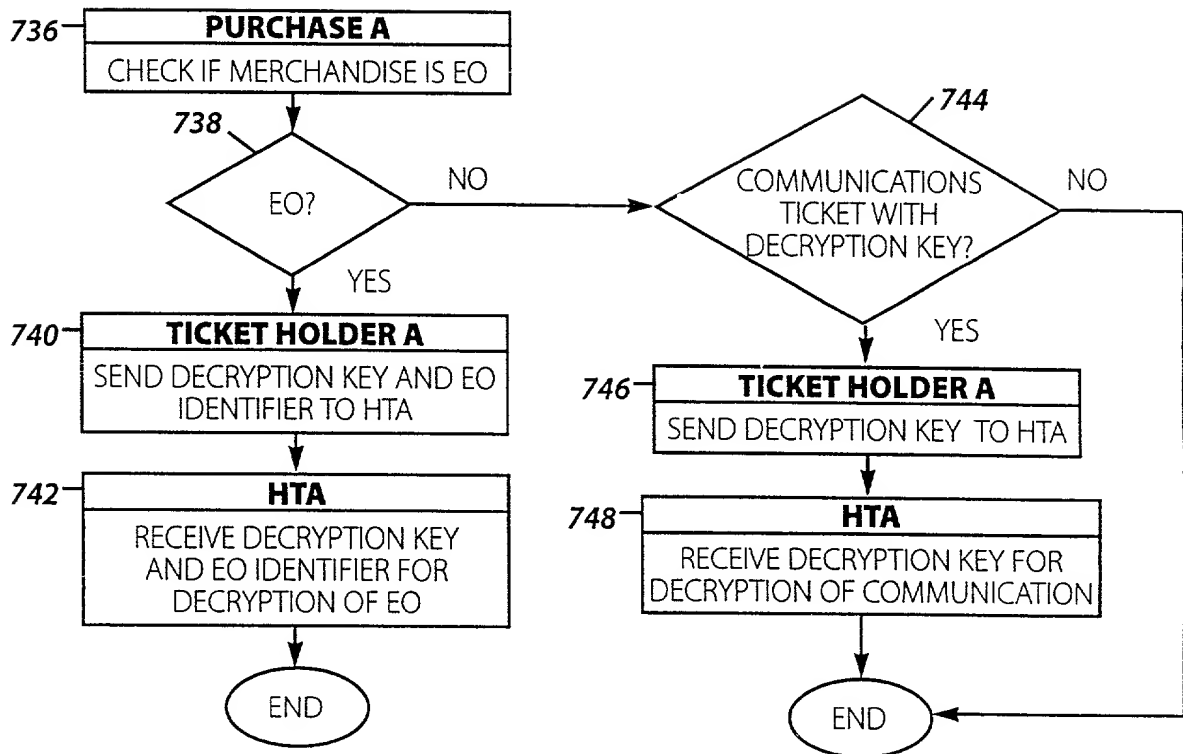 736
PURCHASE A
CHECK IF MERCHANDISE IS EO
738
EO?
NO
YES
740
TICKET HOLDER A
SEND DECRYPTION KEY AND EO
IDENTIFIER TO HTA
742
HTA
RECEIVE DECRYPTION KEY
AND EO IDENTIFIER FOR
DECRYPTION OF EO
END
744
COMMUNICATIONS
TICKET WITH
DECRYPTION KEY?
NO
YES
746
TICKET HOLDER A
SEND DECRYPTION KEY TO HTA
748
HTA
RECEIVE DECRYPTION KEY FOR
DECRYPTION OF COMMUNICATION
END